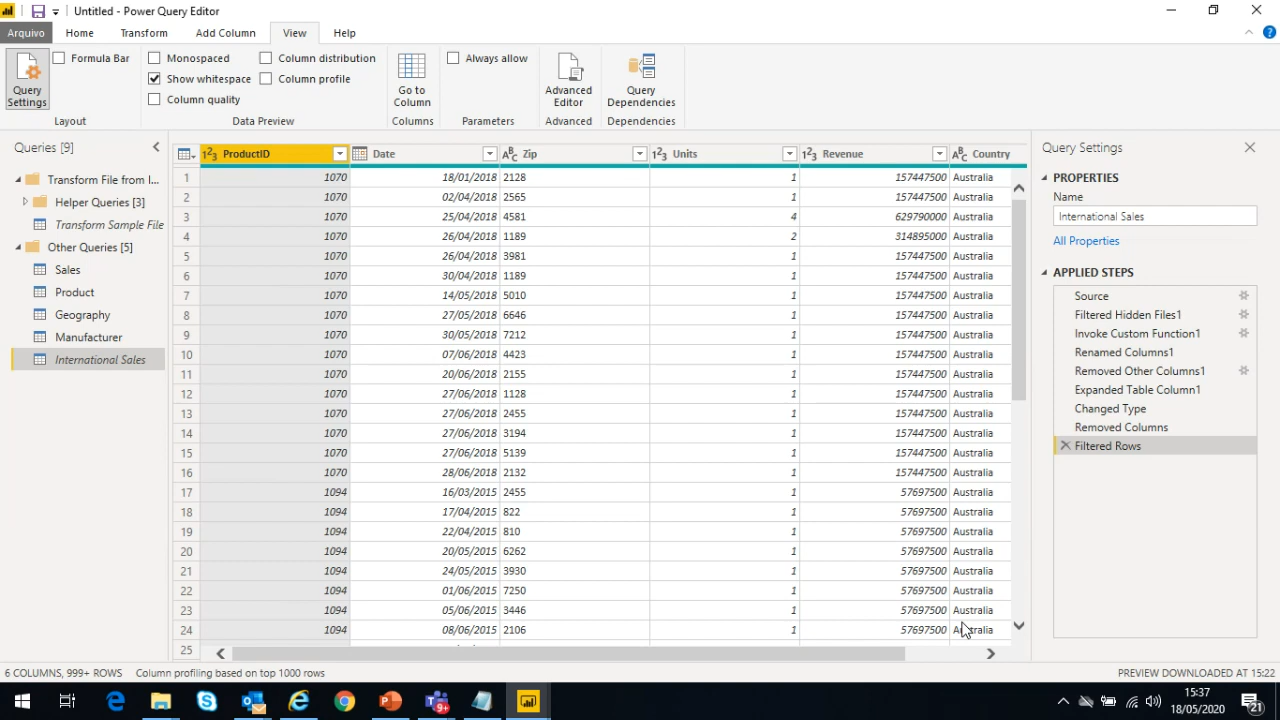 Untitled - Power Query Editor
Arquivo Home Transform Add Column View Help
Query Settings
Formula Bar
Layout
Monospaced
Show whitespace
Column quality
Column distribution
Column profile
Data Preview
Go to Column
Columns
Always allow
Parameters
Advanced Editor
Advanced
Query Dependencies
Dependencies
Queries [9]
Transform File from I...
Helper Queries [3]
Transform Sample File
Other Queries [5]
Sales
Product
Geography
Manufacturer
International Sales
ProductID Date Zip Units Revenue Country
1 1070 18/01/2018 2128 1 157447500 Australia
2 1070 02/04/2018 2565 1 157447500 Australia
3 1070 25/04/2018 4581 4 629790000 Australia
4 1070 26/04/2018 1189 2 314895000 Australia
5 1070 26/04/2018 3981 1 157447500 Australia
6 1070 30/04/2018 1189 1 157447500 Australia
7 1070 14/05/2018 5010 1 157447500 Australia
8 1070 27/05/2018 6646 1 157447500 Australia
9 1070 30/05/2018 7212 1 157447500 Australia
10 1070 07/06/2018 4423 1 157447500 Australia
11 1070 20/06/2018 2155 1 157447500 Australia
12 1070 27/06/2018 1128 1 157447500 Australia
13 1070 27/06/2018 2455 1 157447500 Australia
14 1070 27/06/2018 3194 1 157447500 Australia
15 1070 27/06/2018 5139 1 157447500 Australia
16 1070 28/06/2018 2132 1 157447500 Australia
17 1094 16/03/2015 2455 1 57697500 Australia
18 1094 17/04/2015 822 1 57697500 Australia
19 1094 22/04/2015 810 1 57697500 Australia
20 1094 20/05/2015 6262 1 57697500 Australia
21 1094 24/05/2015 3930 1 57697500 Australia
22 1094 01/06/2015 7250 1 57697500 Australia
23 1094 05/06/2015 3446 1 57697500 Australia
24 1094 08/06/2015 2106 1 57697500 Australia
25
Query Settings
PROPERTIES
Name
International Sales
All Properties
APPLIED STEPS
Source
Filtered Hidden Files1
Invoke Custom Function1
Renamed Columns1
Removed Other Columns1
Expanded Table Column1
Changed Type
Removed Columns
Filtered Rows
6 COLUMNS, 999+ ROWS Column profiling based on top 1000 rows
PREVIEW DOWNLOADED AT 15:22
15:37
18/05/2020
21